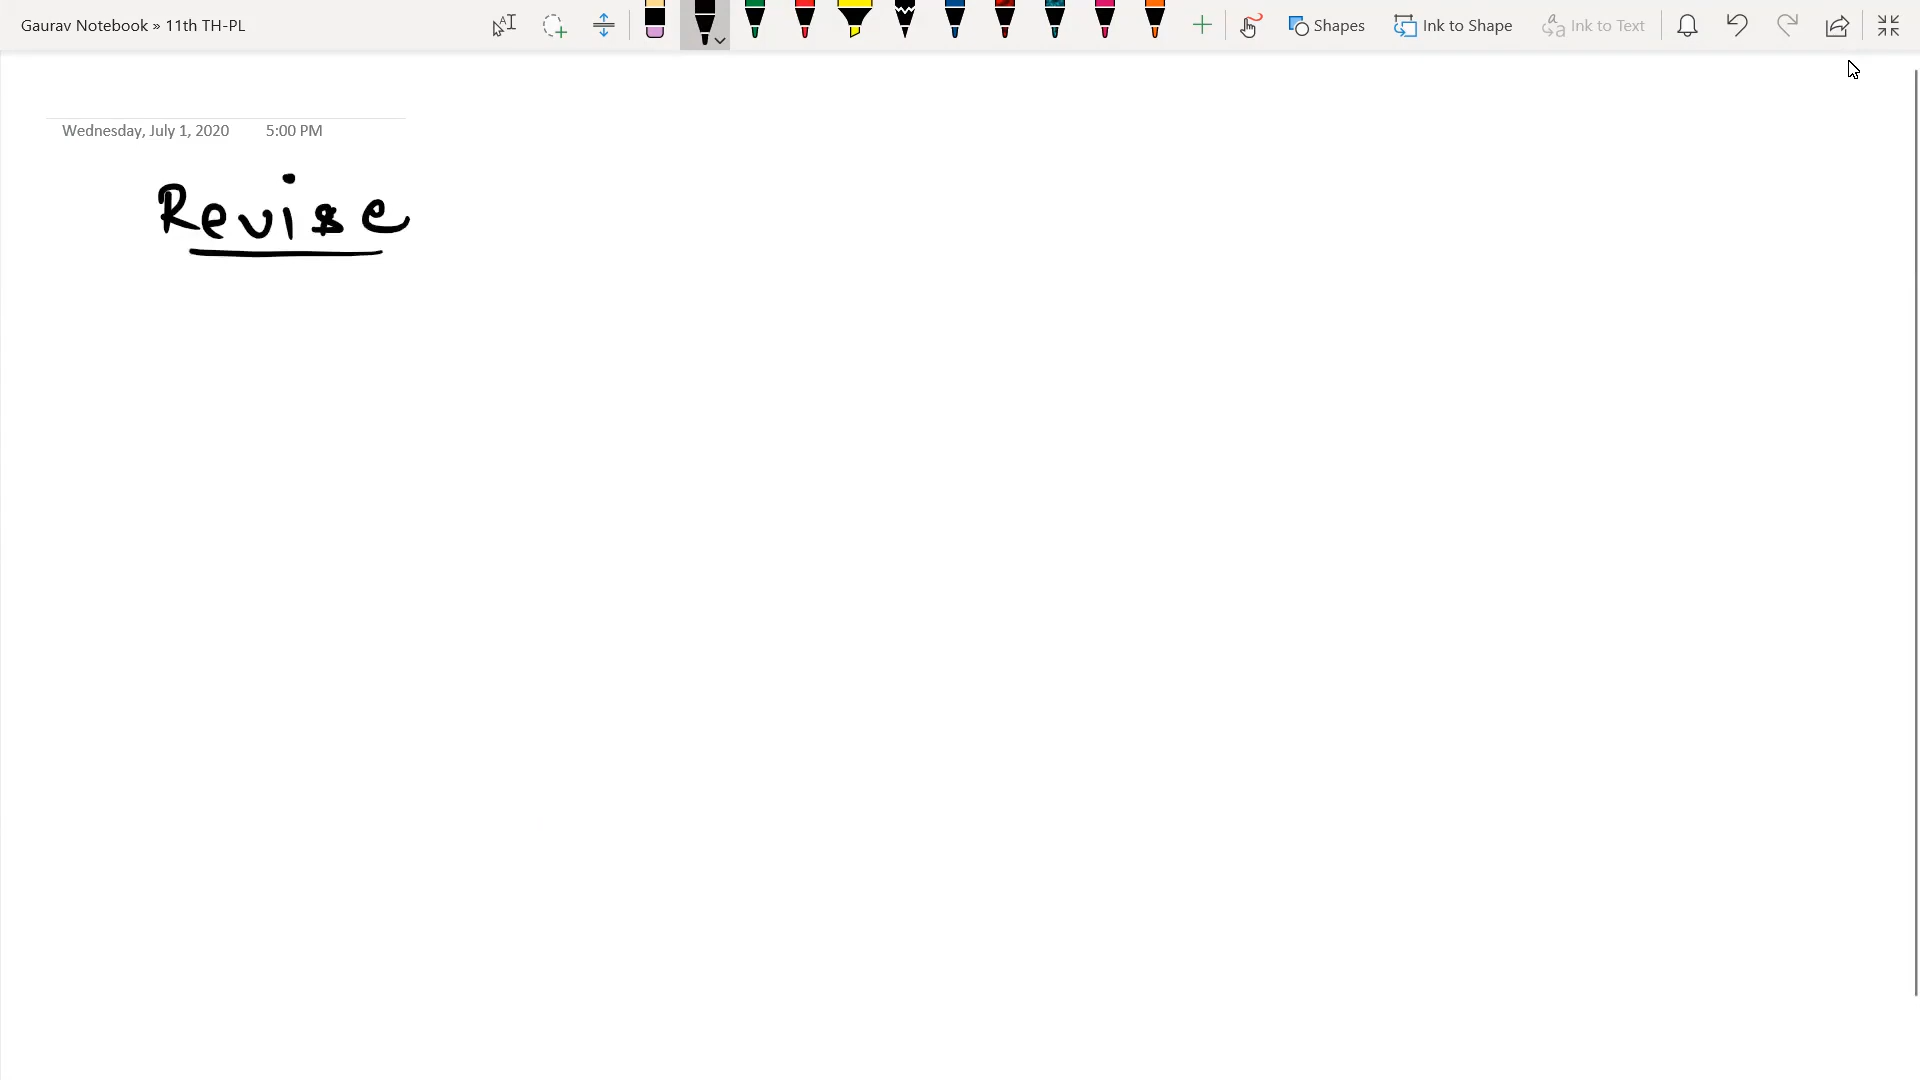 Gaurav Notebook » 11th TH-PL
Shapes
Ink to Shape
Ink to Text
Wednesday, July 1, 2020 5:00 PM
Revise